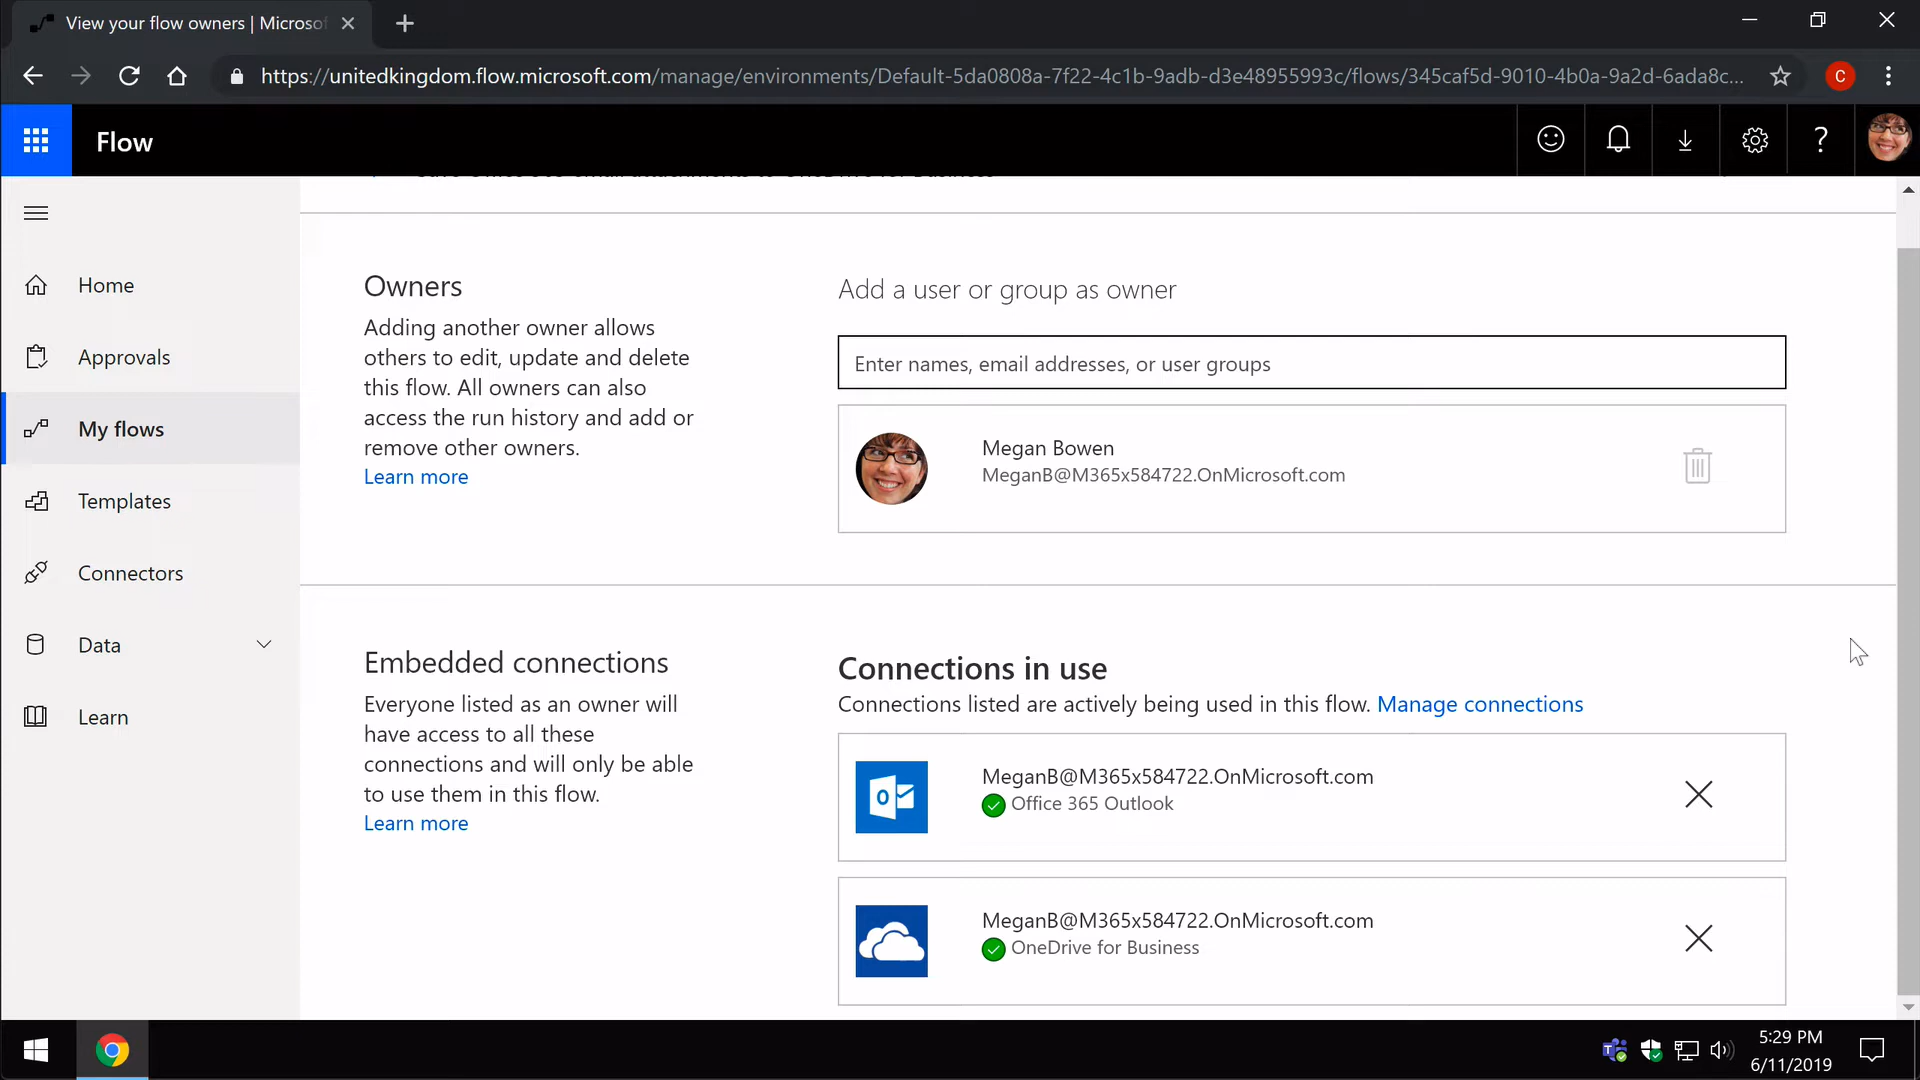 View your flow owners | Microsof
https://unitedkingdom.flow.microsoft.com/manage/environments/Default-5da0808a-7f22-4c1b-9adb-d3e48955993c/flows/345caf5d-9010-4b0a-9a2d-6ada8c...
C
Flow
?
Home
Approvals
My flows
Templates
Connectors
Data
Learn
Owners
Adding another owner allows
others to edit, update and delete
this flow. All owners can also
access the run history and add or
remove other owners.
Learn more
Add a user or group as owner
Enter names, email addresses, or user groups
Megan Bowen
MeganB@M365x584722.OnMicrosoft.com
Embedded connections
Everyone listed as an owner will
have access to all these
connections and will only be able
to use them in this flow.
Learn more
Connections in use
Connections listed are actively being used in this flow. Manage connections
MeganB@M365x584722.OnMicrosoft.com
Office 365 Outlook
MeganB@M365x584722.OnMicrosoft.com
OneDrive for Business
5:29 PM
6/11/2019